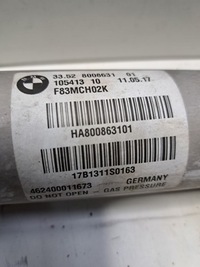 BMW
33.52 8008631 01
105413 10 11.05.17
F83MCH02K
HA800863101
17B1311S0163
462400011673 GERMANY
DO NOT OPEN - GAS PRESSURE